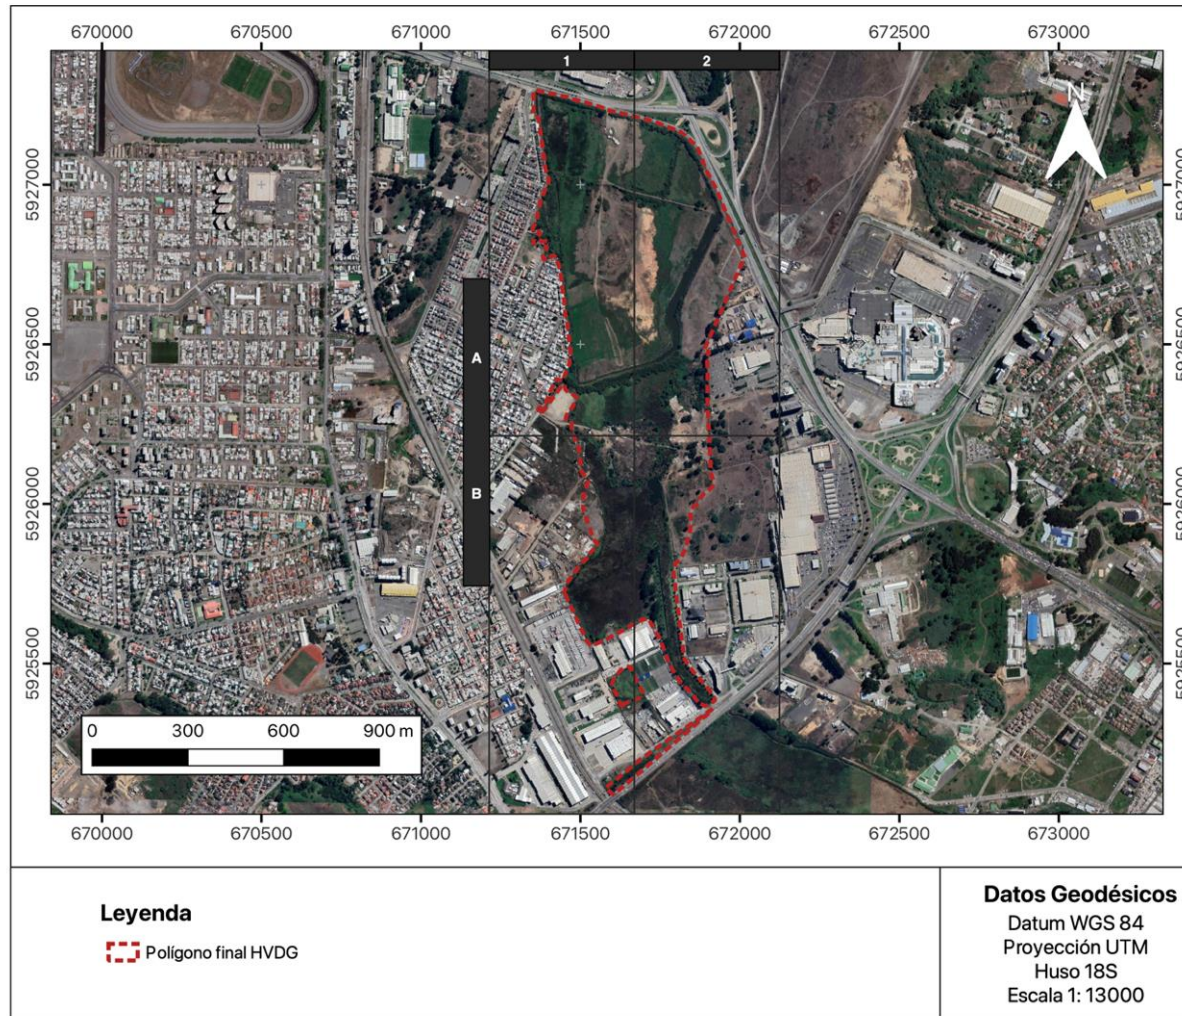 670000 670500 671000 671500 672000 672500 673000
1 2
N
5927000 5927000
5926500 A 5926500
5926000 B 5926000
5925500 5925500
0 300 600 900 m
670000 670500 671000 671500 672000 672500 673000
Leyenda
Polígono final HVDG
Datos Geodésicos
Datum WGS 84
Proyección UTM
Huso 18S
Escala 1: 13000